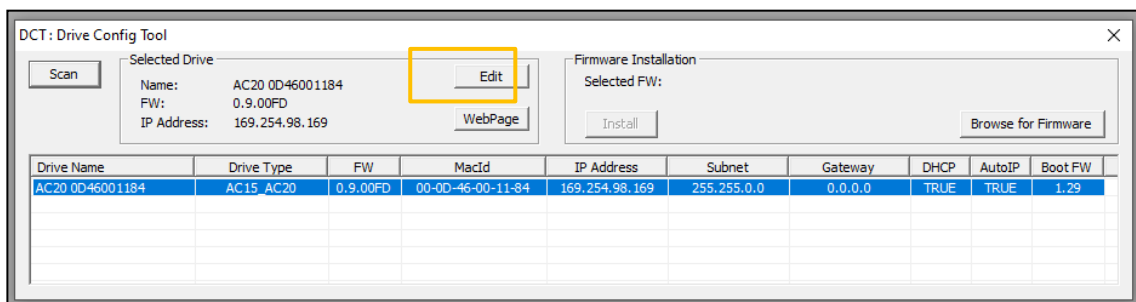 DCT : Drive Config Tool
Scan
Selected Drive
Name: AC20 0D46001184
FW: 0.9.00FD
IP Address: 169.254.98.169
Edit
WebPage
Firmware Installation
Selected FW:
Install
Browse for Firmware
Drive Name Drive Type FW MacId IP Address Subnet Gateway DHCP AutoIP Boot FW
AC20 0D46001184 AC15_AC20 0.9.00FD 00-0D-46-00-11-84 169.254.98.169 255.255.0.0 0.0.0.0 TRUE TRUE 1.29